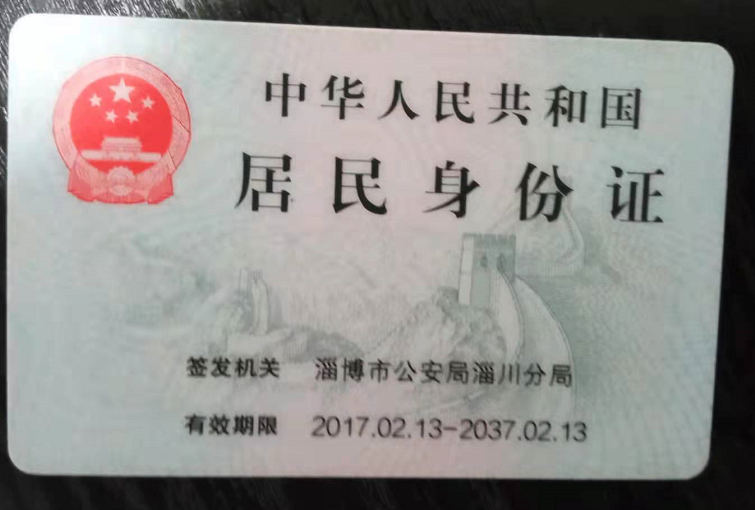 中华人民共和国
居民身份证
签发机关 淄博市公安局淄川分局
有效期限 2017.02.13-2037.02.13